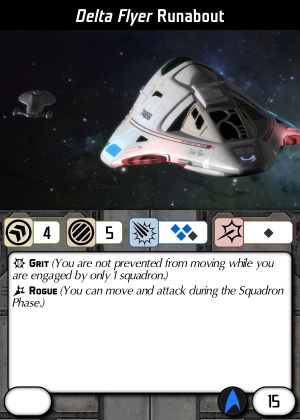 Delta Flyer Runabout
4 5
GRIT (You are not prevented from moving while you
are engaged by only 1 squadron.)
ROGUE (You can move and attack during the Squadron
Phase.)
15